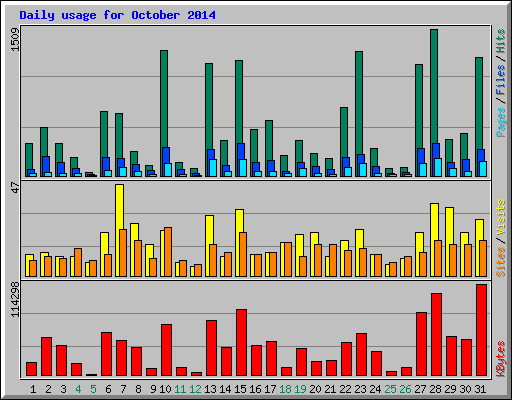 Daily usage for October 2014
1509
Pages / Files / Hits
47
Sites / Visits
114298
KBytes
1 2 3 4 5 6 7 8 9 10 11 12 13 14 15 16 17 18 19 20 21 22 23 24 25 26 27 28 29 30 31